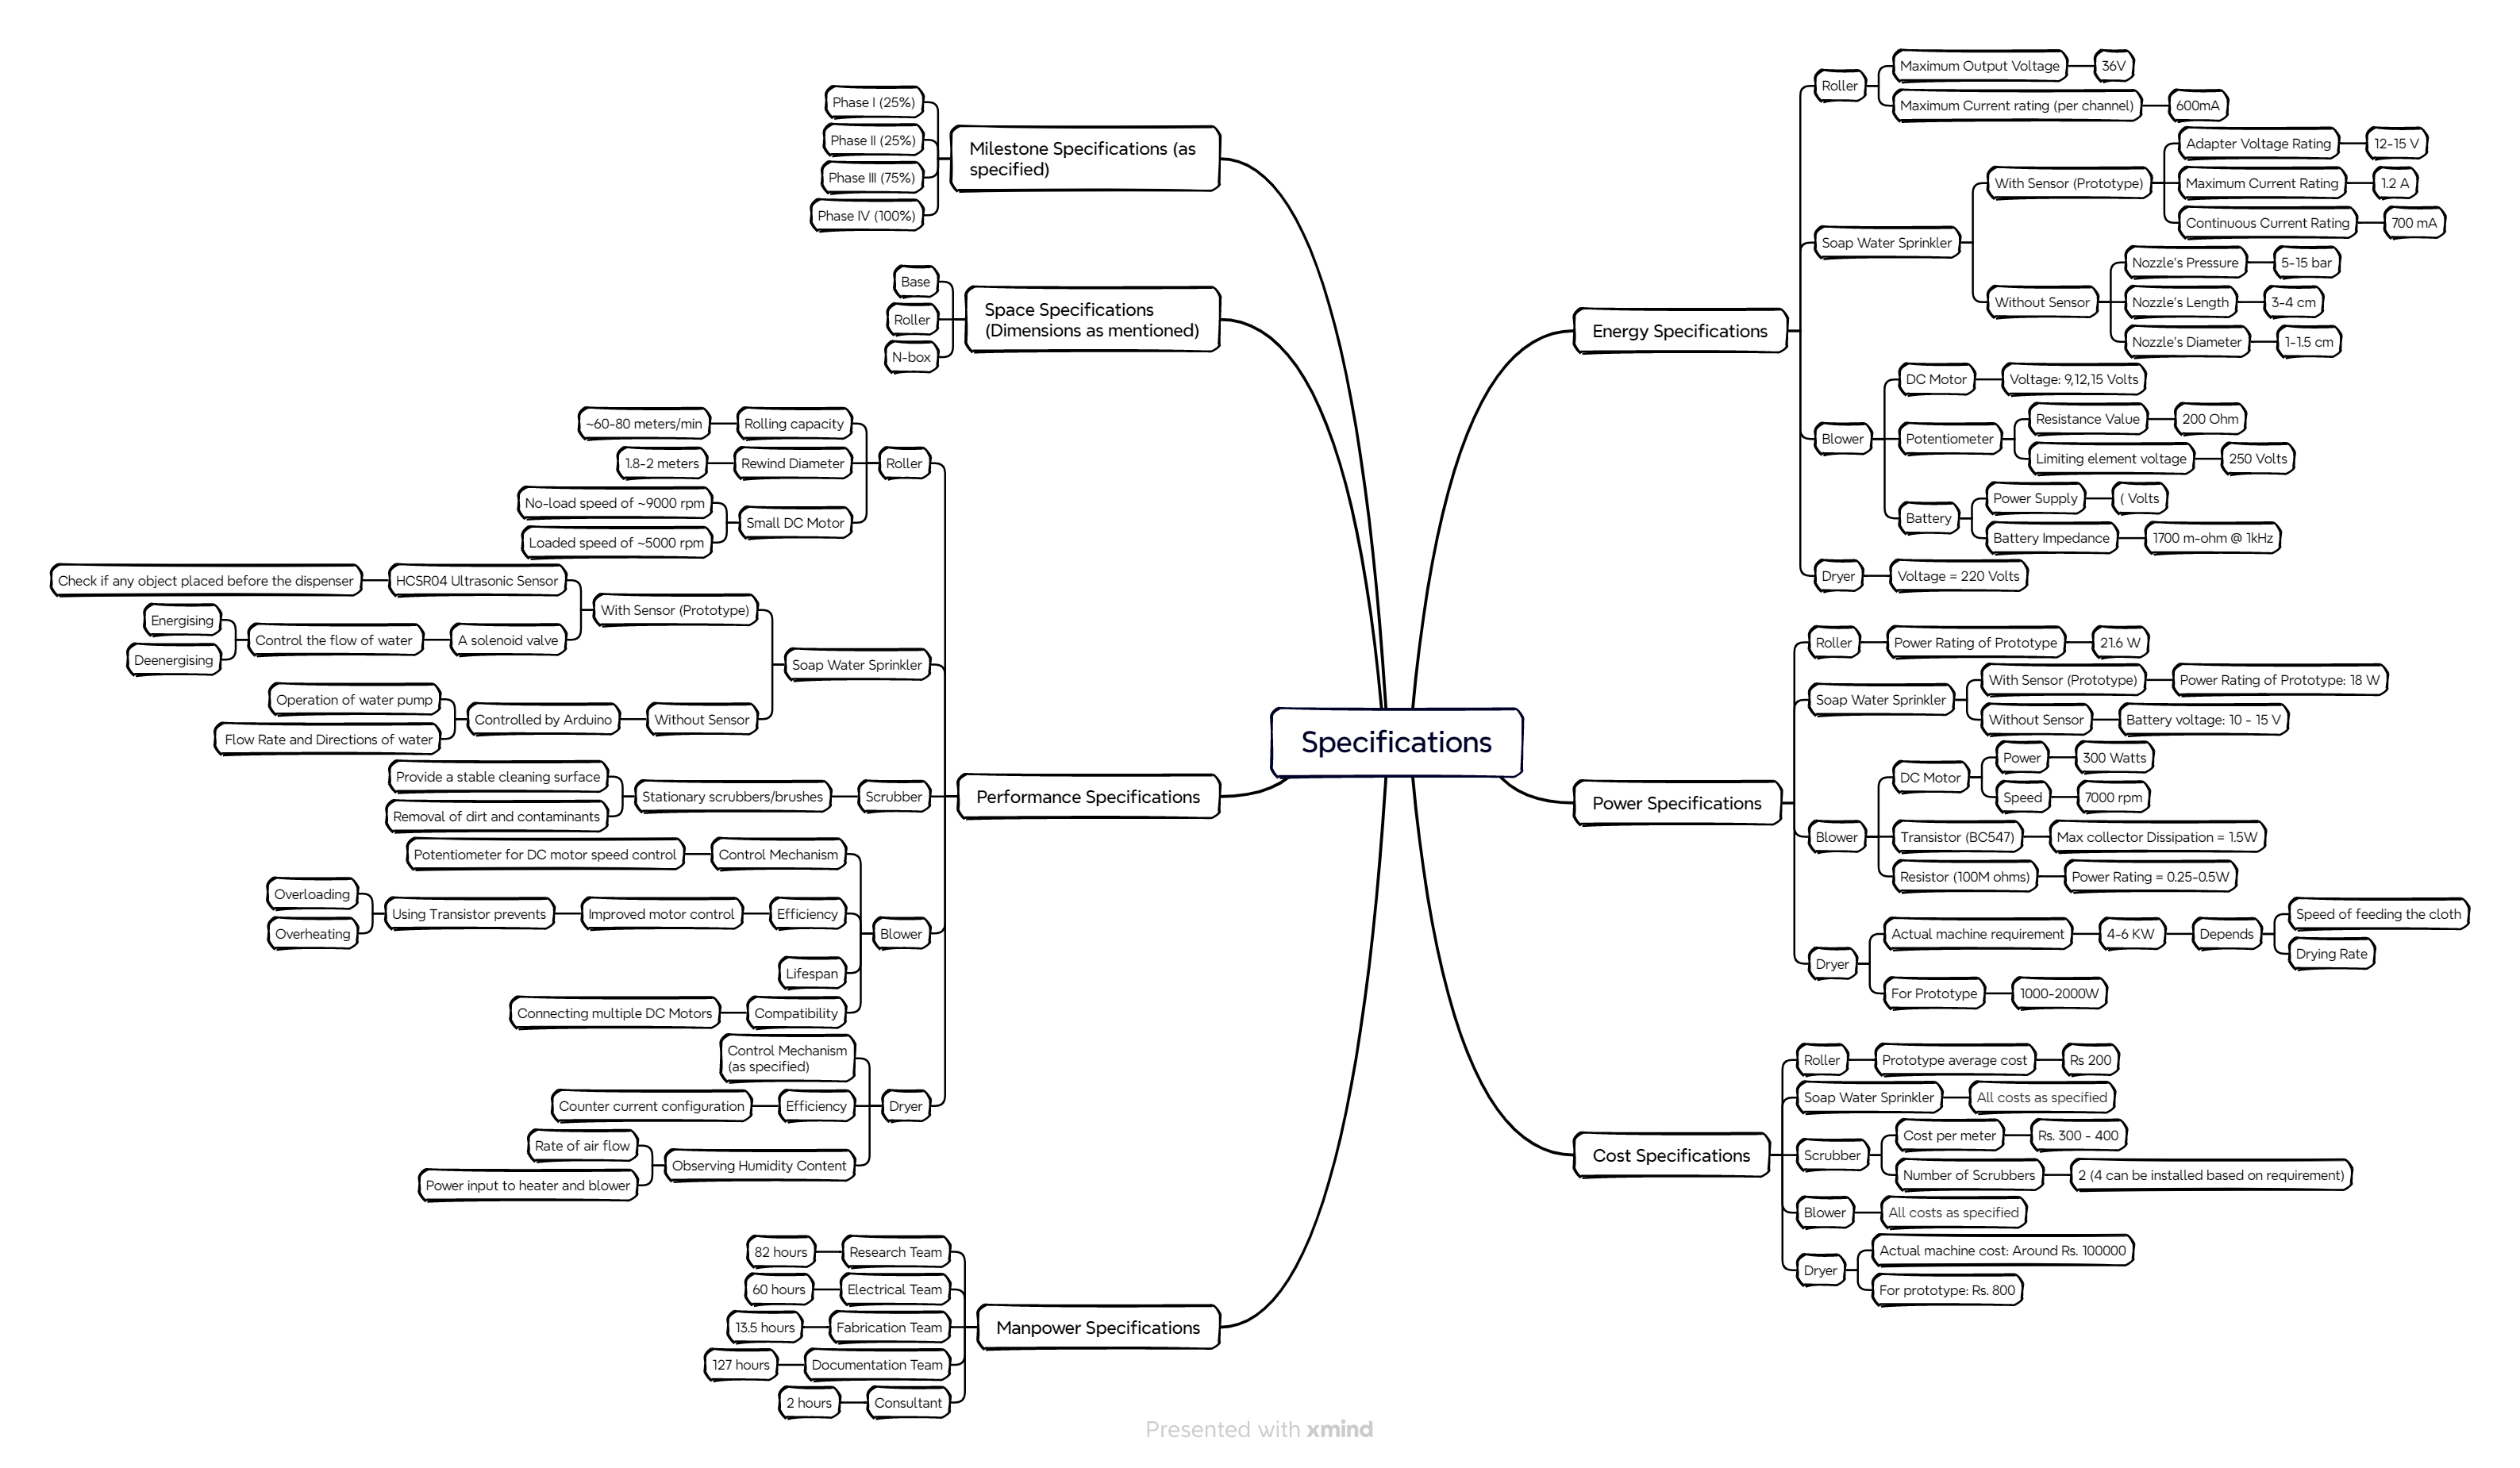 Specifications
Milestone Specifications (as
specified)
Phase I (25%)
Phase II (25%)
Phase III (75%)
Phase IV (100%)
Space Specifications
(Dimensions as mentioned)
Base
Roller
N-box
Performance Specifications
Roller
Rolling capacity
~60-80 meters/min
Rewind Diameter
1.8-2 meters
Small DC Motor
No-load speed of ~9000 rpm
Loaded speed of ~5000 rpm
Soap Water Sprinkler
With Sensor (Prototype)
HCSR04 Ultrasonic Sensor
Check if any object placed before the dispenser
A solenoid valve
Control the flow of water
Energising
Deenergising
Without Sensor
Controlled by Arduino
Operation of water pump
Flow Rate and Directions of water
Scrubber
Stationary scrubbers/brushes
Provide a stable cleaning surface
Removal of dirt and contaminants
Blower
Control Mechanism
Potentiometer for DC motor speed control
Efficiency
Improved motor control
Using Transistor prevents
Overloading
Overheating
Lifespan
Compatibility
Connecting multiple DC Motors
Dryer
Control Mechanism
(as specified)
Efficiency
Counter current configuration
Observing Humidity Content
Rate of air flow
Power input to heater and blower
Manpower Specifications
Research Team
82 hours
Electrical Team
60 hours
Fabrication Team
13.5 hours
Documentation Team
127 hours
Consultant
2 hours
Energy Specifications
Roller
Maximum Output Voltage
36V
Maximum Current rating (per channel)
600mA
Soap Water Sprinkler
With Sensor (Prototype)
Adapter Voltage Rating
12-15 V
Maximum Current Rating
1.2 A
Continuous Current Rating
700 mA
Without Sensor
Nozzle's Pressure
5-15 bar
Nozzle's Length
3-4 cm
Nozzle's Diameter
1-1.5 cm
Blower
DC Motor
Voltage: 9,12,15 Volts
Potentiometer
Resistance Value
200 Ohm
Limiting element voltage
250 Volts
Battery
Power Supply
( Volts
Battery Impedance
1700 m-ohm @ 1kHz
Dryer
Voltage = 220 Volts
Power Specifications
Roller
Power Rating of Prototype
21.6 W
Soap Water Sprinkler
With Sensor (Prototype)
Power Rating of Prototype: 18 W
Without Sensor
Battery voltage: 10 - 15 V
Blower
DC Motor
Power
300 Watts
Speed
7000 rpm
Transistor (BC547)
Max collector Dissipation = 1.5W
Resistor (100M ohms)
Power Rating = 0.25-0.5W
Dryer
Actual machine requirement
4-6 KW
Depends
Speed of feeding the cloth
Drying Rate
For Prototype
1000-2000W
Cost Specifications
Roller
Prototype average cost
Rs 200
Soap Water Sprinkler
All costs as specified
Scrubber
Cost per meter
Rs. 300 - 400
Number of Scrubbers
2 (4 can be installed based on requirement)
Blower
All costs as specified
Dryer
Actual machine cost: Around Rs. 100000
For prototype: Rs. 800
Presented with xmind